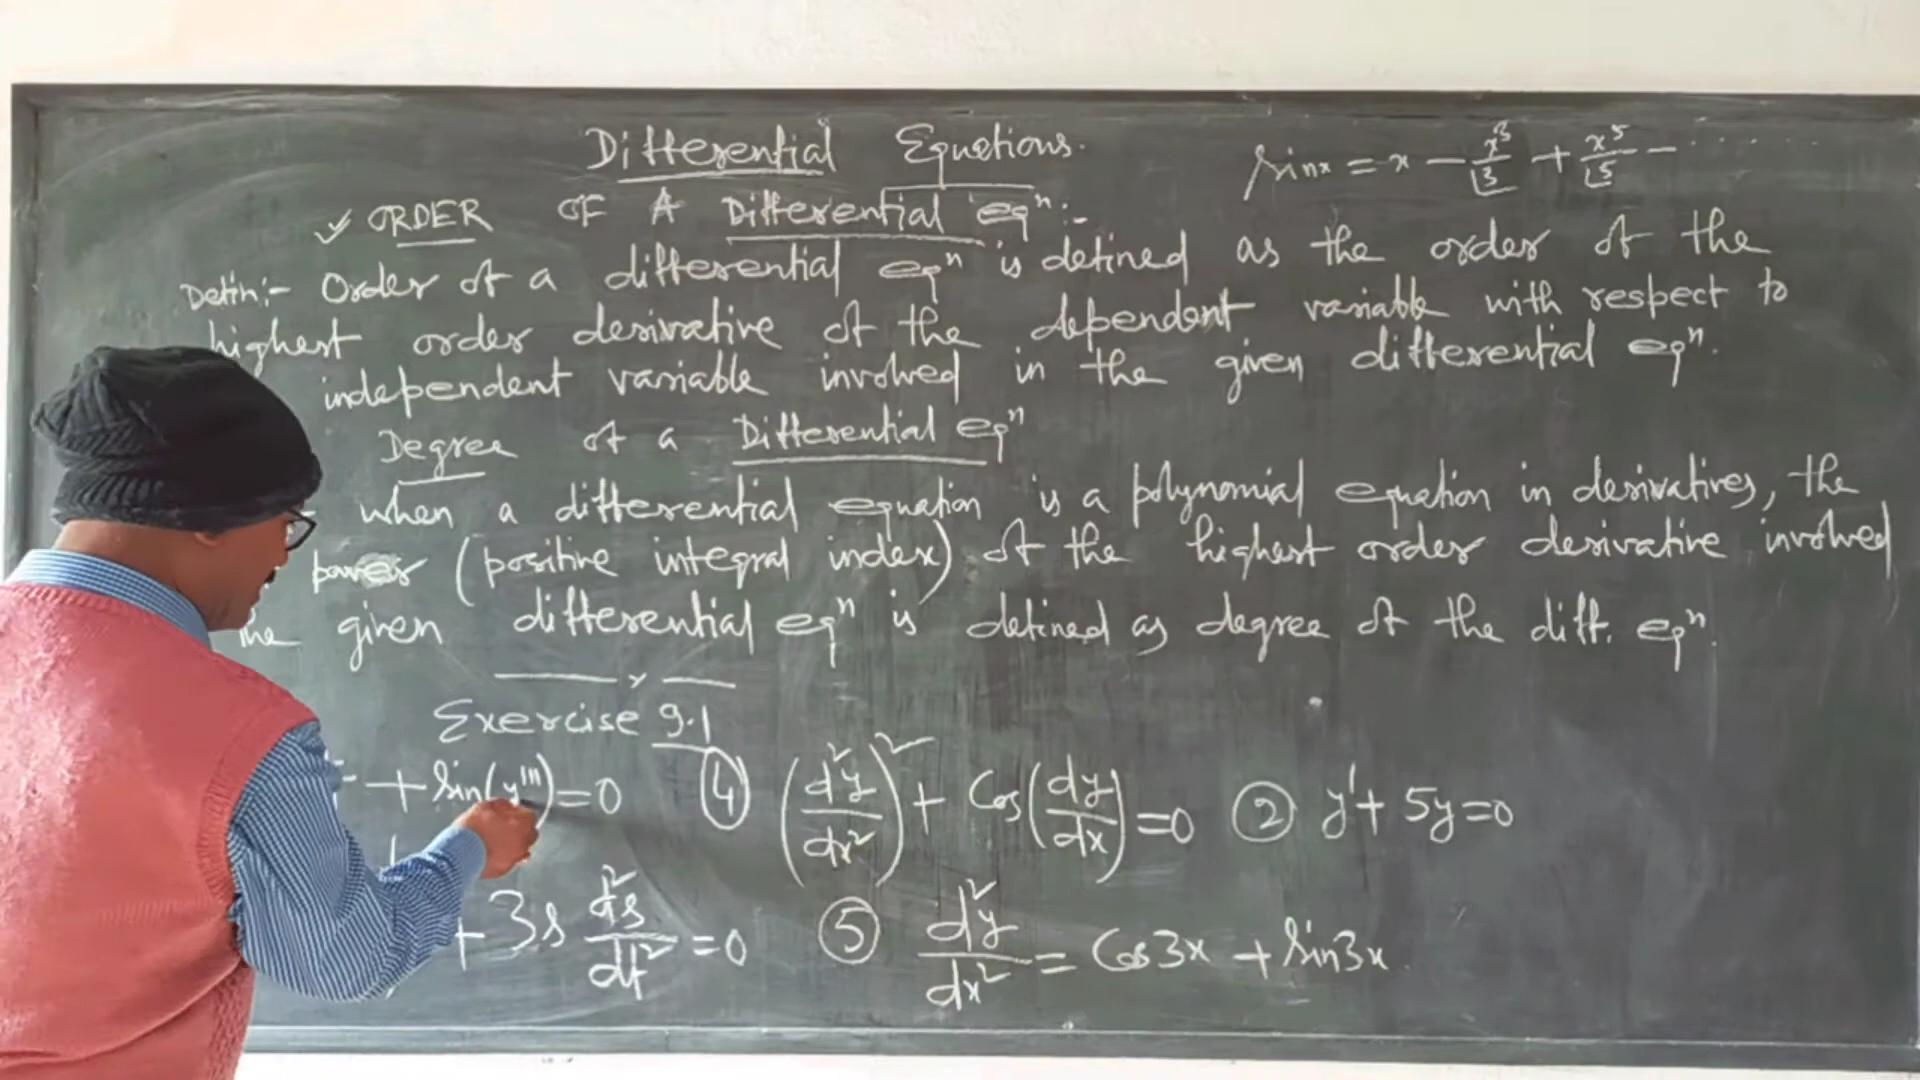 Differential Equations.
sinx = x - x³/⌊3 + x⁵/⌊5 - ......
✓ ORDER OF A Differential eqⁿ :-
Defin:- Order of a differential eqⁿ is defined as the order of the
highest order derivative of the dependent variable with respect to
independent variable involved in the given differential eqⁿ.
Degree of a Differential eqⁿ
- when a differential equation is a polynomial equation in derivatives, the
power (positive integral index) of the highest order derivative involved
the given differential eqⁿ is defined as degree of the diff. eqⁿ.
Exercise 9.1
+ sin(y''') = 0 ④ (d²y/dx²)² + Cos(dy/dx) = 0 ② y' + 5y = 0
+ 3s d²s/dt² = 0 ⑤ d²y/dx² = Cos3x + sin3x.